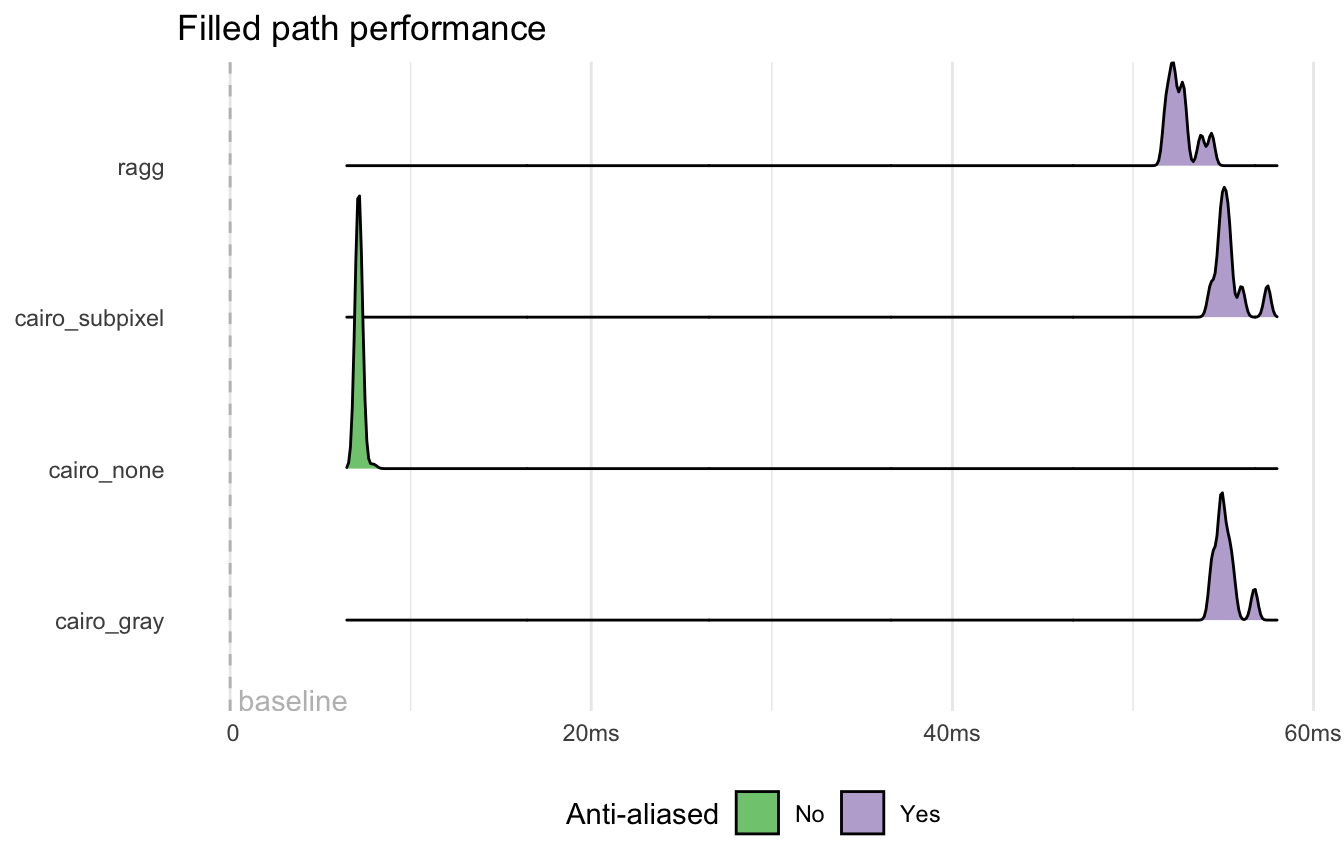 Filled path performance
ragg
cairo_subpixel
cairo_none
cairo_gray
baseline
0 20ms 40ms 60ms
Anti-aliased No Yes